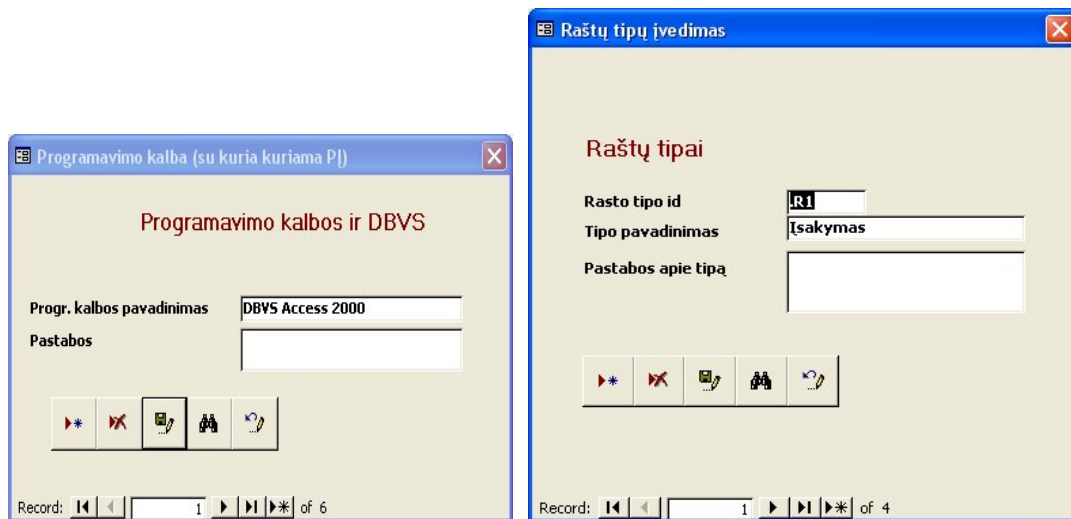 Programavimo kalba (su kuria kuriama PĮ)
Programavimo kalbos ir DBVS
Progr. kalbos pavadinimas DBVS Access 2000
Pastabos
Record: 1 of 6
Raštų tipų įvedimas
Raštų tipai
Rasto tipo id .R1
Tipo pavadinimas Įsakymas
Pastabos apie tipą
Record: 1 of 4